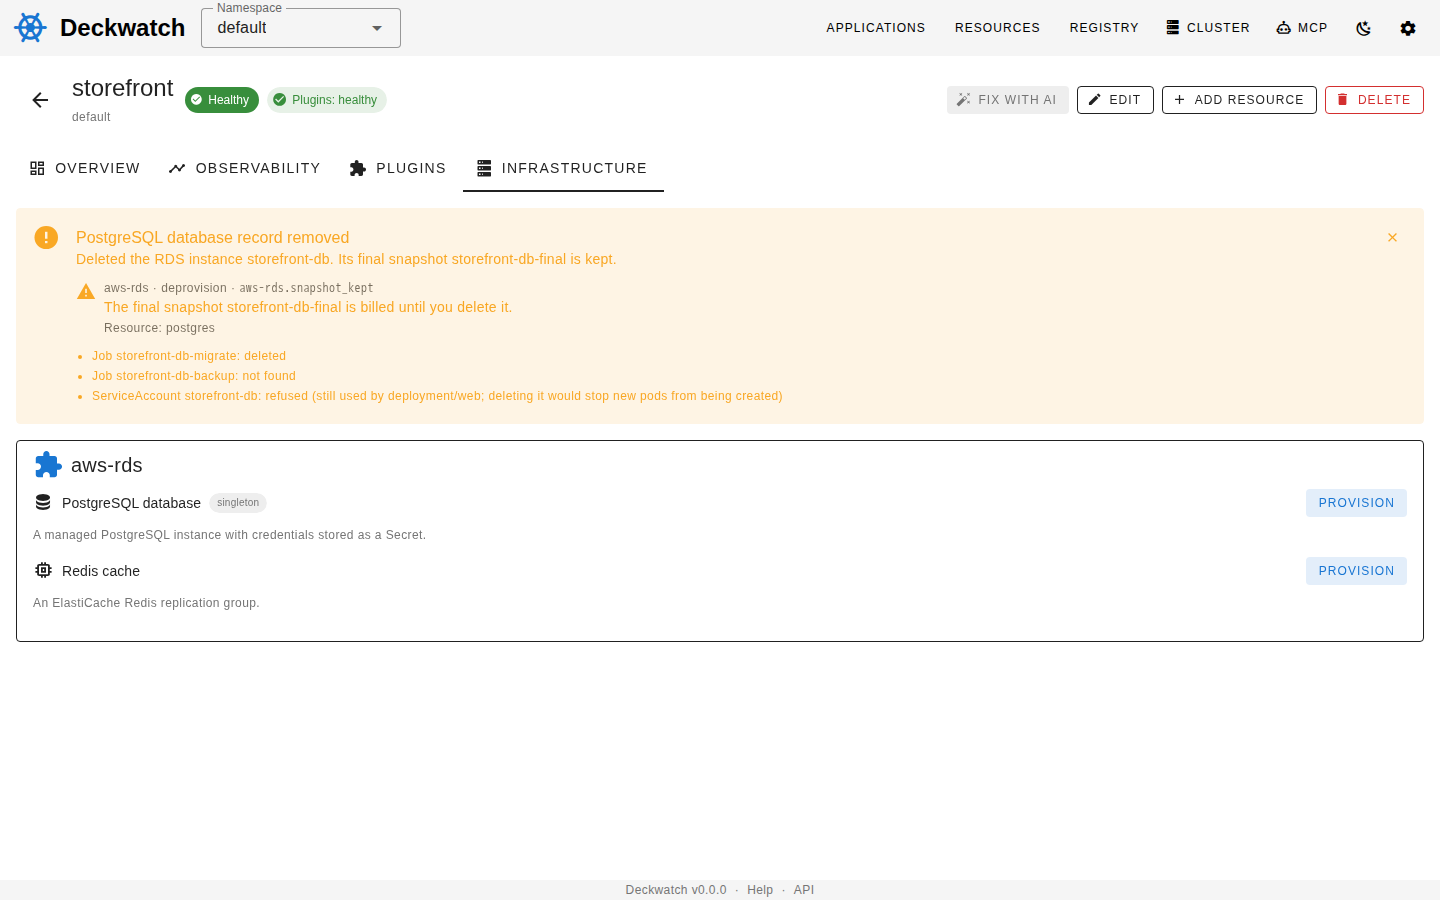 Deckwatch
Namespace
default
APPLICATIONS
RESOURCES
REGISTRY
CLUSTER
MCP
storefront
default
Healthy
Plugins: healthy
FIX WITH AI
EDIT
ADD RESOURCE
DELETE
OVERVIEW
OBSERVABILITY
PLUGINS
INFRASTRUCTURE
PostgreSQL database record removed
Deleted the RDS instance storefront-db. Its final snapshot storefront-db-final is kept.
aws-rds · deprovision · aws-rds.snapshot_kept
The final snapshot storefront-db-final is billed until you delete it.
Resource: postgres
• Job storefront-db-migrate: deleted
• Job storefront-db-backup: not found
• ServiceAccount storefront-db: refused (still used by deployment/web; deleting it would stop new pods from being created)
aws-rds
PostgreSQL database singleton
PROVISION
A managed PostgreSQL instance with credentials stored as a Secret.
Redis cache
PROVISION
An ElastiCache Redis replication group.
Deckwatch v0.0.0 · Help · API